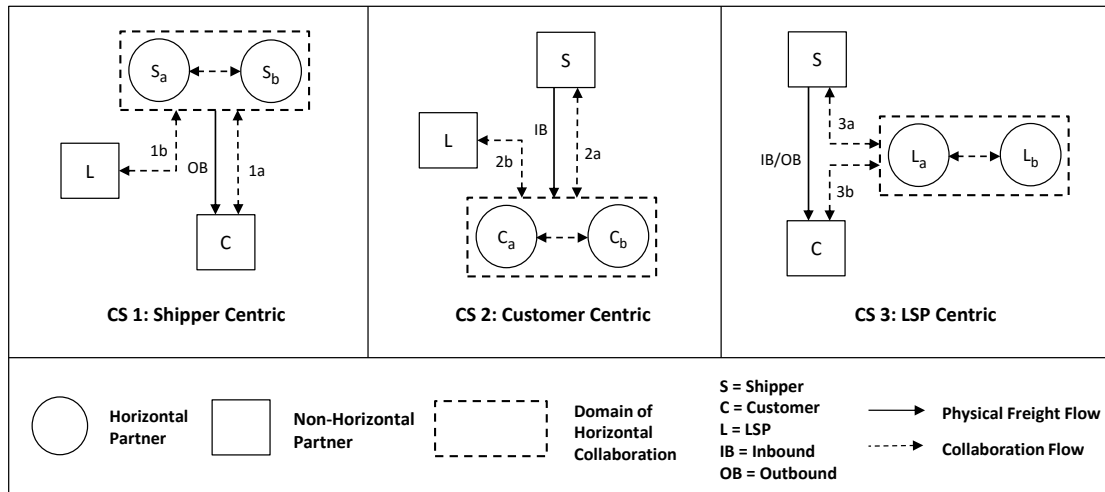 Sa
Sb
L
1b
OB
1a
C
CS 1: Shipper Centric
S
IB
L
2b
2a
Ca
Cb
CS 2: Customer Centric
S
3a
IB/OB
La
Lb
3b
C
CS 3: LSP Centric
Horizontal
Partner
Non-Horizontal
Partner
Domain of
Horizontal
Collaboration
S = Shipper
C = Customer
L = LSP
IB = Inbound
OB = Outbound
Physical Freight Flow
Collaboration Flow